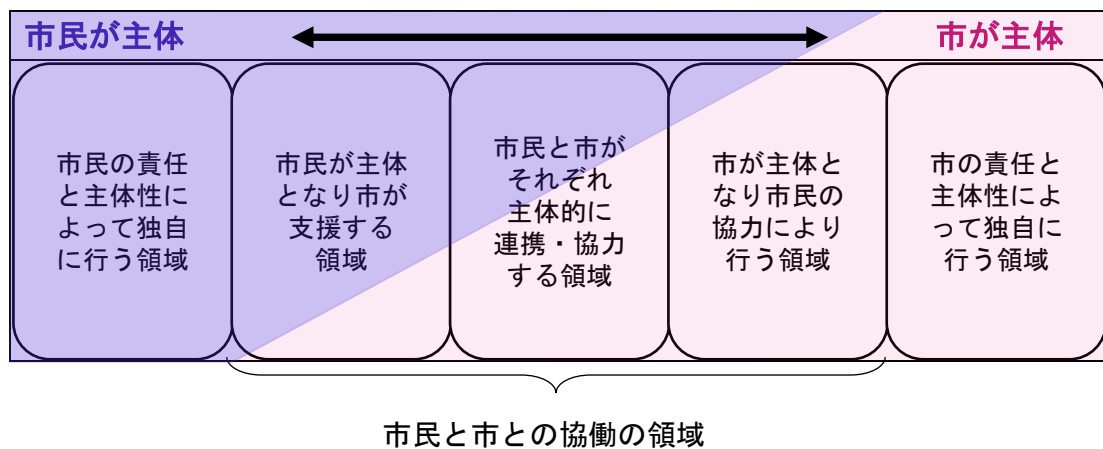 市民が主体
市が主体
市民の責任
と主体性に
よって独自
に行う領域
市民が主体
となり市が
支援する
領域
市民と市が
それぞれ
主体的に
連携・協力
する領域
市が主体と
なり市民の
協力により
行う領域
市の責任と
主体性によ
って独自に
行う領域
市民と市との協働の領域